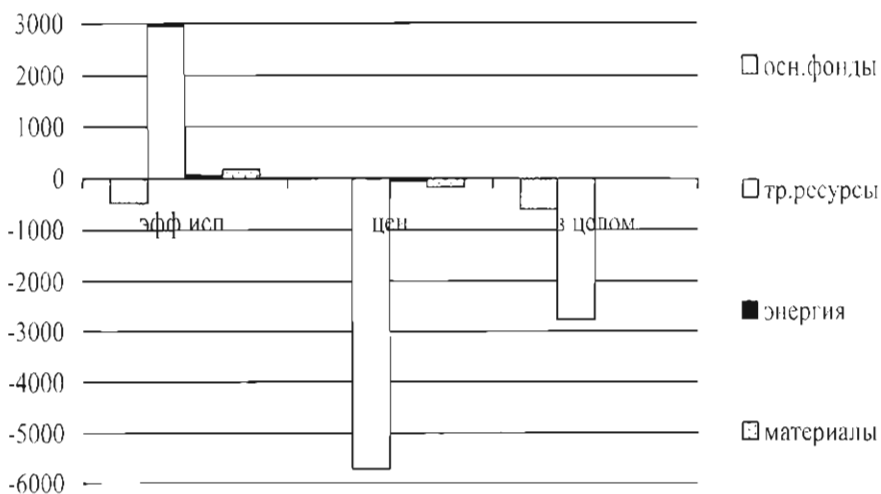 3000
2000
1000
0
-1000
-2000
-3000
-4000
-5000
-6000
эфф исп
цен
в целом
осн.фонды
тр.ресурсы
энергия
материалы